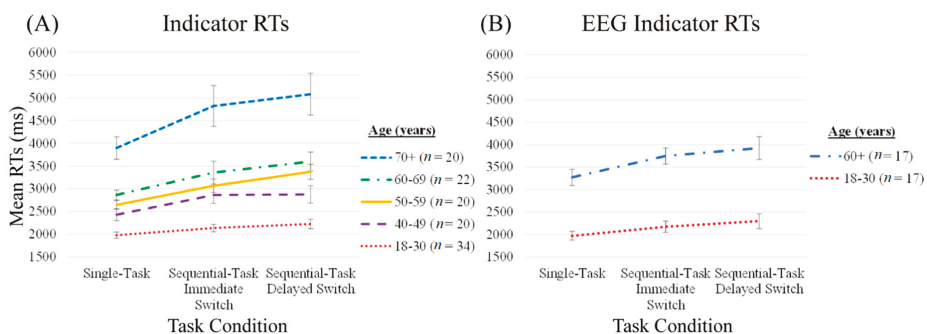 (A) Indicator RTs
6000
5500
5000
4500
4000
3500
3000
2500
2000
1500
Mean RTs (ms)
Single-Task
Sequential-Task
Immediate
Switch
Sequential-Task
Delayed Switch
Task Condition
Age (years)
70+ (n = 20)
60-69 (n = 22)
50-59 (n = 20)
40-49 (n = 20)
18-30 (n = 34)
(B) EEG Indicator RTs
6000
5500
5000
4500
4000
3500
3000
2500
2000
1500
Single-Task
Sequential-Task
Immediate
Switch
Sequential-Task
Delayed Switch
Task Condition
Age (years)
60+ (n = 17)
18-30 (n = 17)